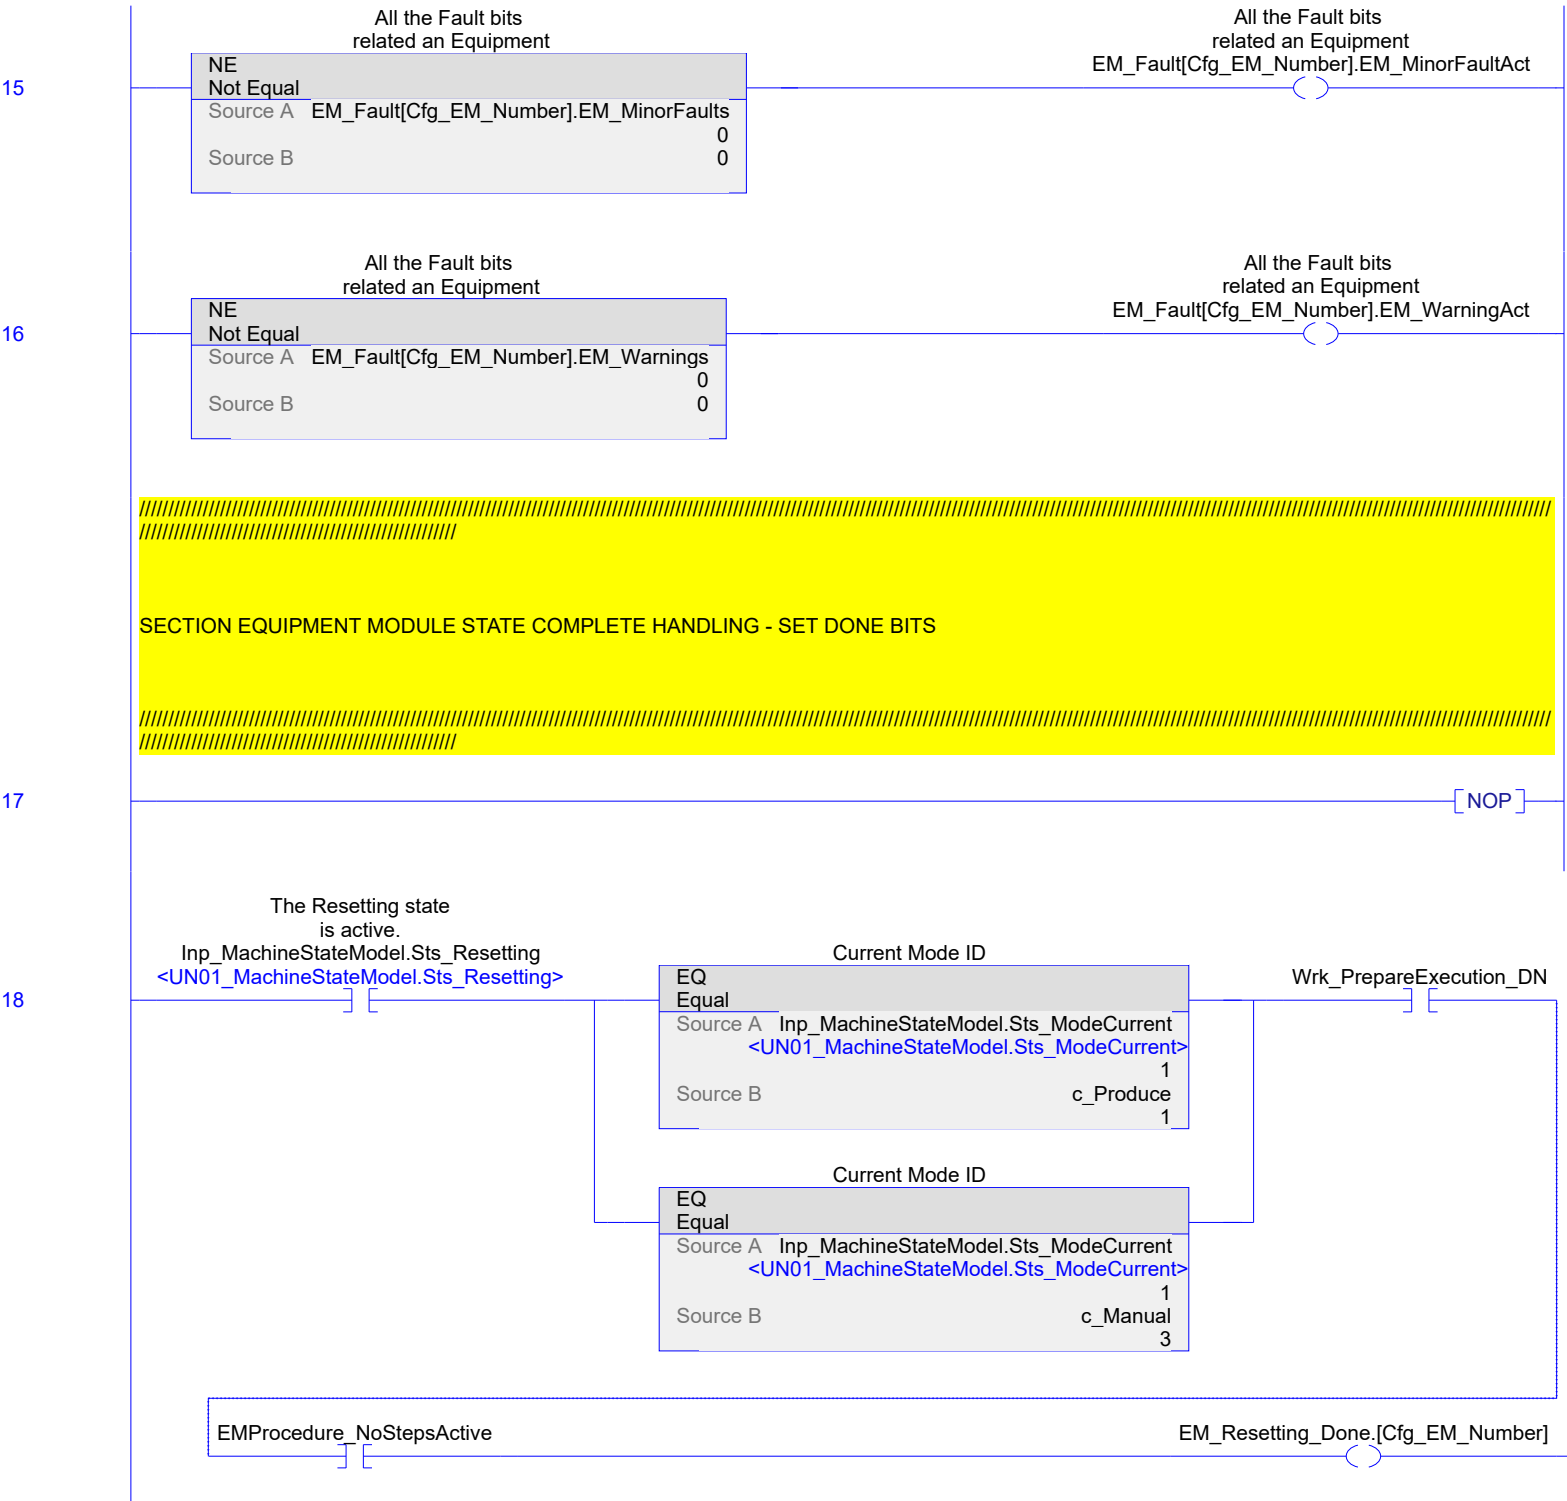 All the Fault bits
related an Equipment
All the Fault bits
related an Equipment
EM_Fault[Cfg_EM_Number].EM_MinorFaultAct
15
NE
Not Equal
Source A EM_Fault[Cfg_EM_Number].EM_MinorFaults
0
Source B 0
All the Fault bits
related an Equipment
All the Fault bits
related an Equipment
EM_Fault[Cfg_EM_Number].EM_WarningAct
16
NE
Not Equal
Source A EM_Fault[Cfg_EM_Number].EM_Warnings
0
Source B 0
SECTION EQUIPMENT MODULE STATE COMPLETE HANDLING - SET DONE BITS
17
NOP
The Resetting state
is active.
Inp_MachineStateModel.Sts_Resetting
<UN01_MachineStateModel.Sts_Resetting>
18
Current Mode ID
EQ
Equal
Source A Inp_MachineStateModel.Sts_ModeCurrent
<UN01_MachineStateModel.Sts_ModeCurrent>
1
Source B c_Produce
1
Wrk_PrepareExecution_DN
Current Mode ID
EQ
Equal
Source A Inp_MachineStateModel.Sts_ModeCurrent
<UN01_MachineStateModel.Sts_ModeCurrent>
1
Source B c_Manual
3
EMProcedure_NoStepsActive
EM_Resetting_Done.[Cfg_EM_Number]